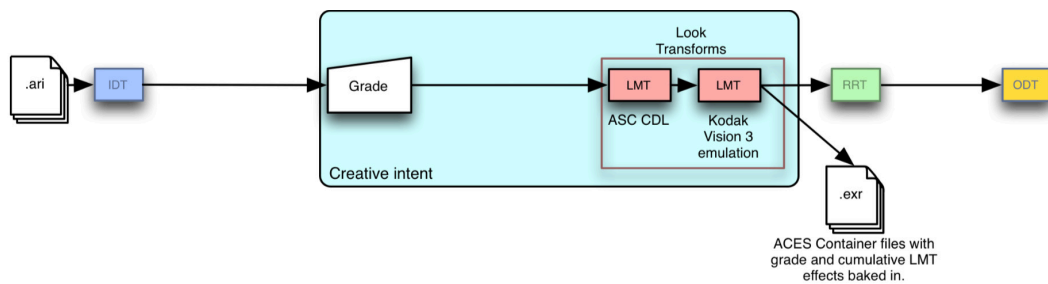 Look
Transforms
.ari
IDT
Grade
LMT
LMT
RRT
ODT
ASC CDL
Kodak
Vision 3
emulation
Creative intent
.exr
ACES Container files with
grade and cumulative LMT
effects baked in.